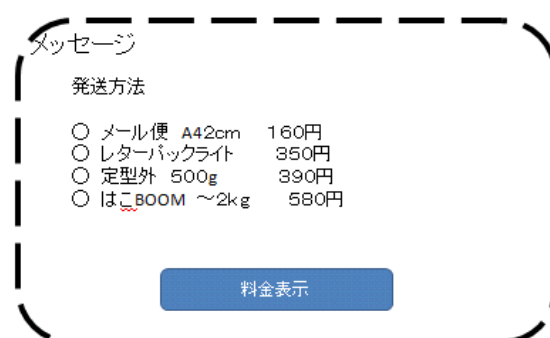 メッセージ
発送方法
○ メール便 A42cm 160円
○ レターパックライト 350円
○ 定型外 500g 390円
○ はこBOOM ～2kg 580円
料金表示